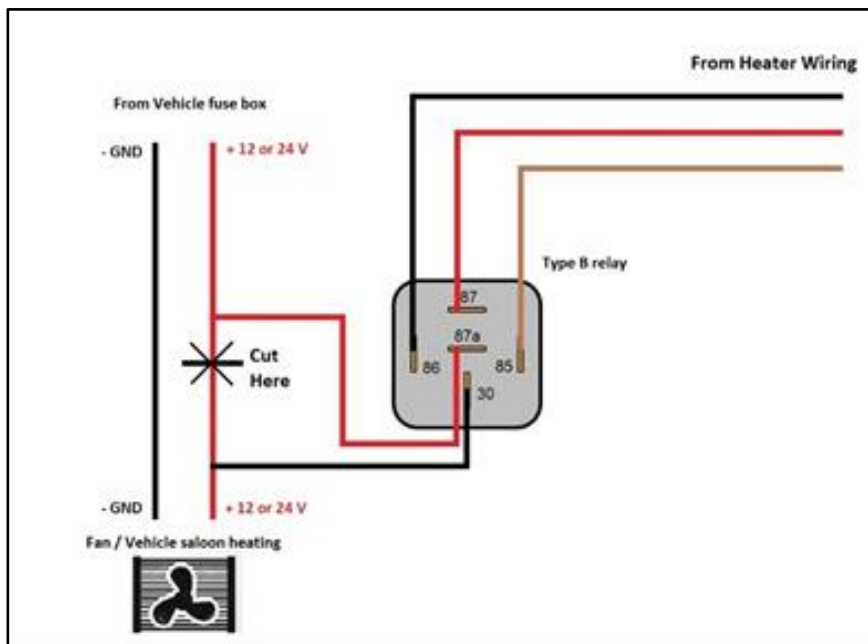 From Heater Wiring
From Vehicle fuse box
- GND
+ 12 or 24 V
Type B relay
87
87a
86
85
30
Cut
Here
- GND
+ 12 or 24 V
Fan / Vehicle saloon heating